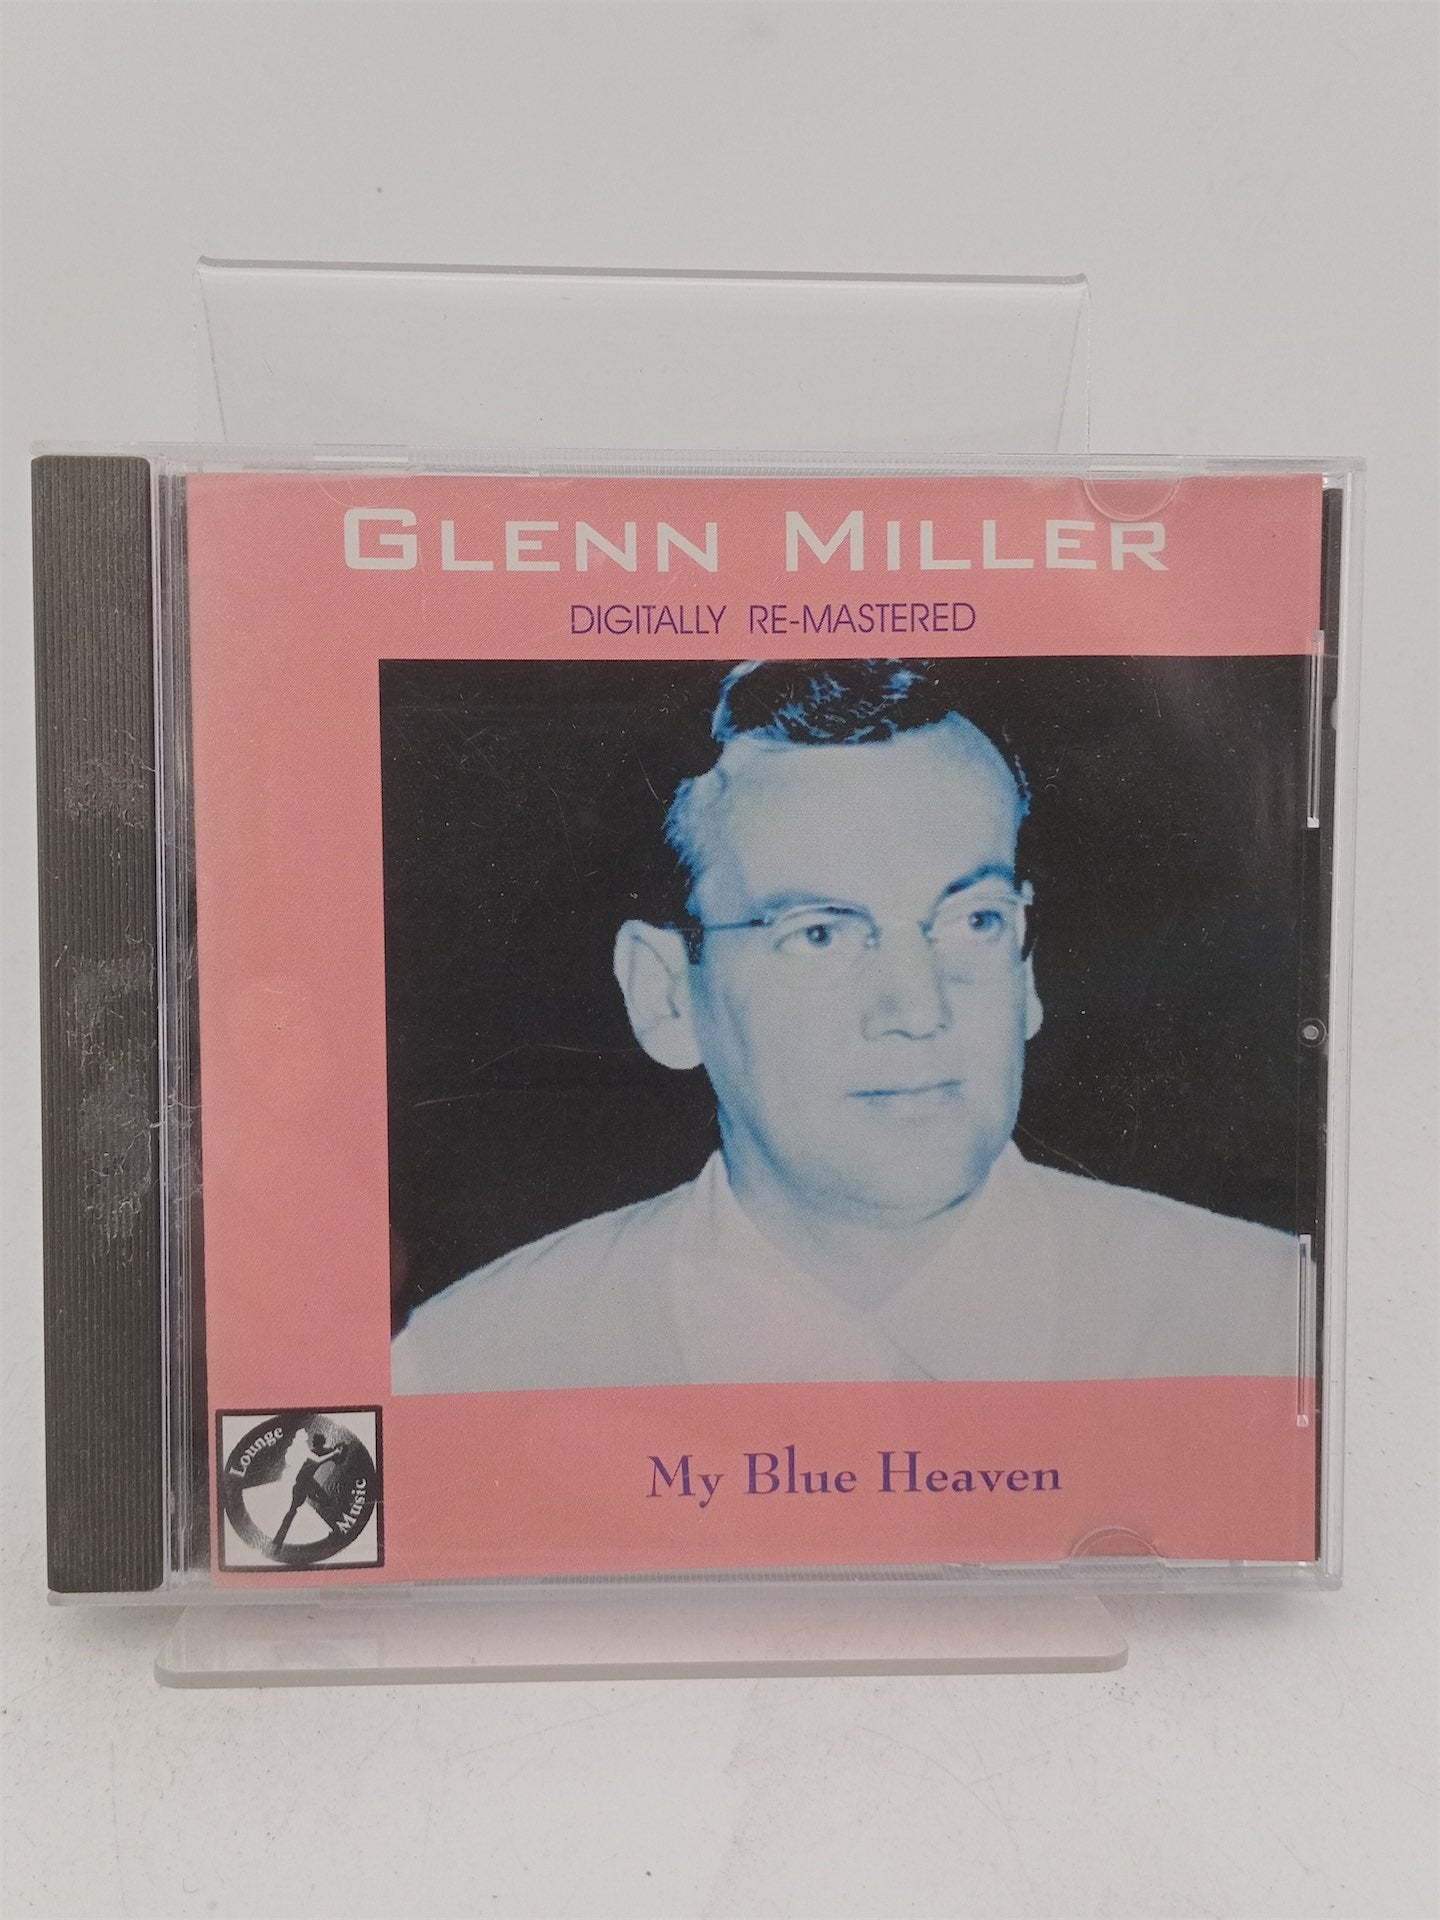 GLENN MILLER
DIGITALLY RE-MASTERED
My Blue Heaven
Lounge
Music